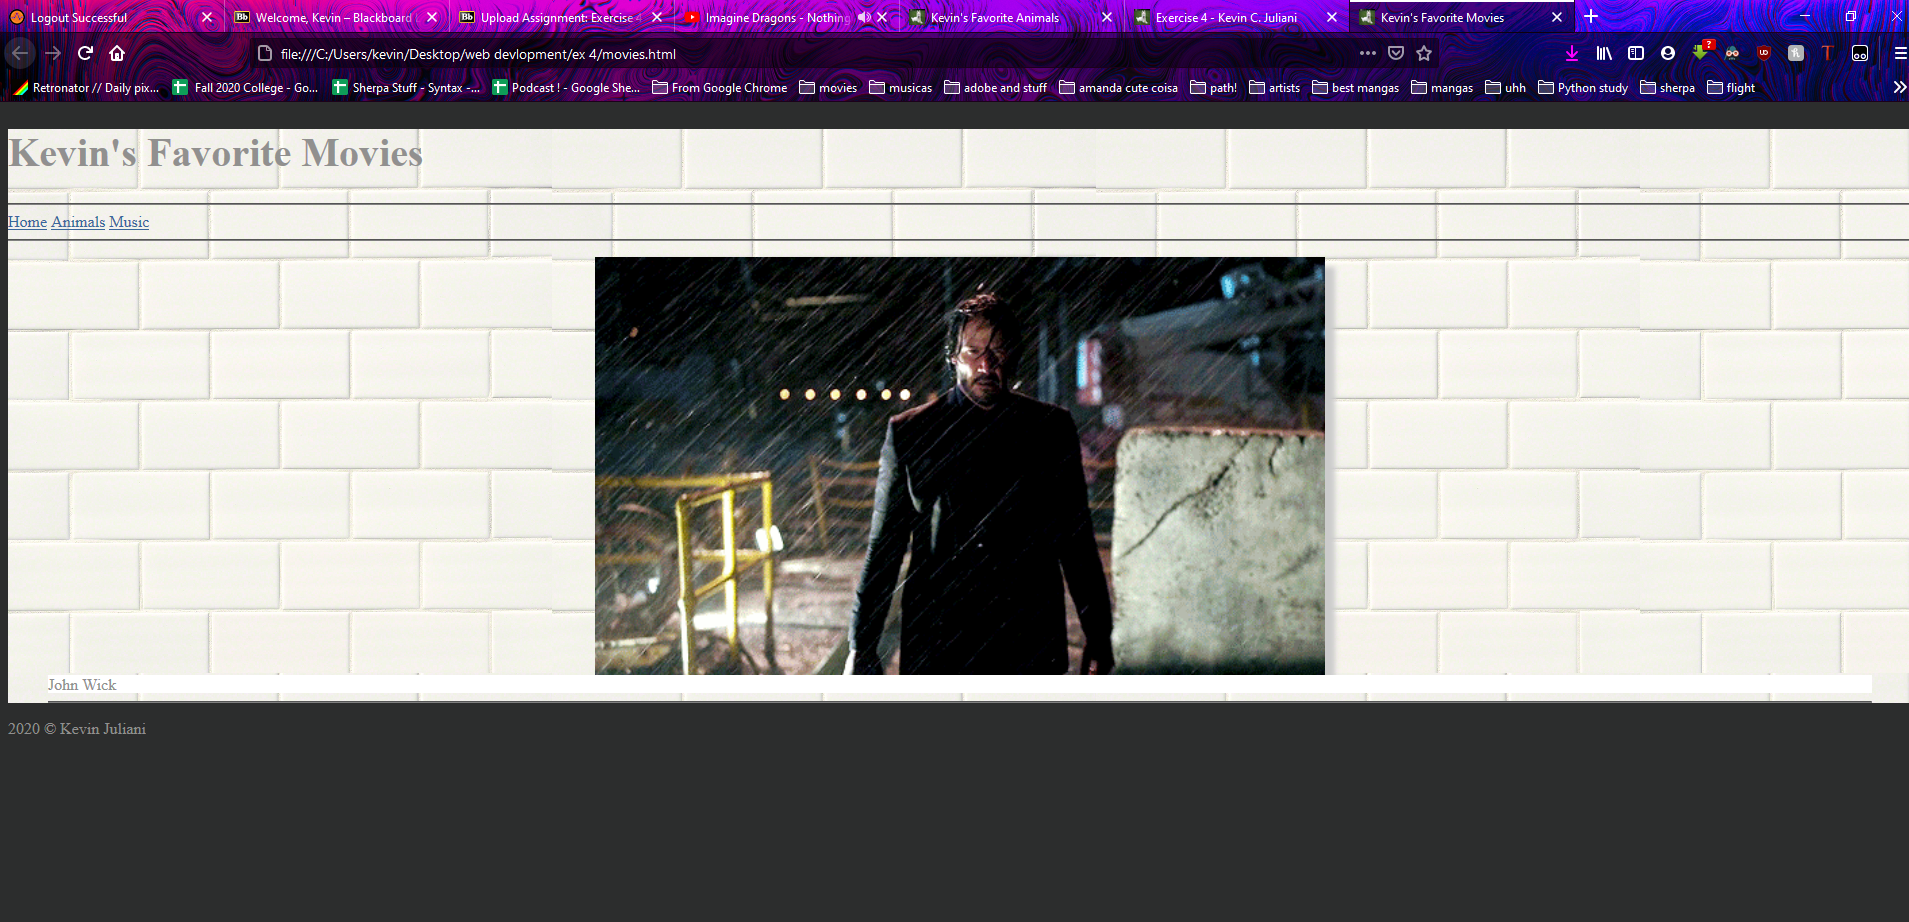 Logout Successful
Welcome, Kevin – Blackboard
Upload Assignment: Exercise 4
Imagine Dragons - Nothing
Kevin's Favorite Animals
Exercise 4 - Kevin C. Juliani
Kevin's Favorite Movies
file:///C:/Users/kevin/Desktop/web devlopment/ex 4/movies.html
Retronator // Daily pix...
Fall 2020 College - Go...
Sherpa Stuff - Syntax -...
Podcast ! - Google She...
From Google Chrome
movies
musicas
adobe and stuff
amanda cute coisa
path!
artists
best mangas
mangas
uhh
Python study
sherpa
flight
Kevin's Favorite Movies
Home Animals Music
John Wick
2020 © Kevin Juliani